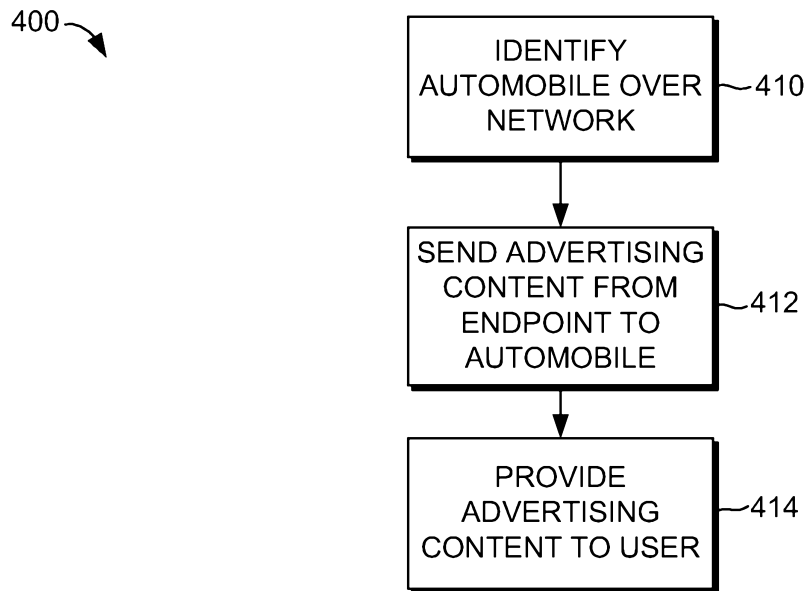 400
IDENTIFY
AUTOMOBILE OVER
NETWORK
410
SEND ADVERTISING
CONTENT FROM
ENDPOINT TO
AUTOMOBILE
412
PROVIDE
ADVERTISING
CONTENT TO USER
414